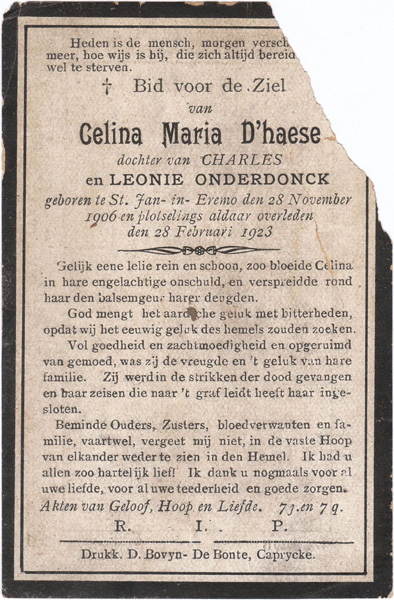 Heden is de mensch, morgen
meer, hoe wijs is hij, die zich altijd
wel te sterven.
† Bid voor de Ziel
van
Celina Maria D'haese
dochter van CHARLES
en LEONIE ONDERDONCK
geboren te St. Jan- in- Eremo den 28 November
1906 en plotselings aldaar overleden
den 28 Februari 1923
Gelijk eene lelie rein en schoon, zoo bloeide Celina
in hare engelachtige onschuld, en verspreidde rond
haar den balsemgeur harer deugden.
God mengt het aardsche geluk met bitterheden,
opdat wij het eeuwig geluk des hemels zouden zoeken.
Vol goedheid en zachtmoedigheid en opgeruimd
van gemoed, was zij de vreugde en 't geluk van hare
familie. Zij werd in de strikken der dood gevangen
en baar zeisen die naar 't graf leidt heeft haar inge-
sloten.
Beminde Ouders, Zusters, bloedverwanten en fa-
milie, vaartwel, vergeet mij niet, in de vaste Hoop
van elkander weder te zien in den Hemel. Ik had u
allen zoo hartelijk lief! Ik dank u nogmaals voor al
uwe liefde, voor al uwe teederheid en goede zorgen.
Akten van Geloof, Hoop en Liefde. 7j. en 7q.
R. I. P.
Drukk. D. Bovyn- De Bonte, Caprycke.